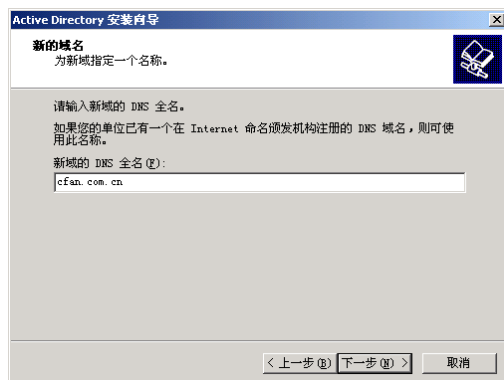 Active Directory 安装向导
新的域名
为新域指定一个名称。
请输入新域的 DNS 全名。
如果您的单位已有一个在 Internet 命名颁发机构注册的 DNS 域名，则可使
用此名称。
新域的 DNS 全名(F):
cfan.com.cn
< 上一步(B) 下一步(N) > 取消